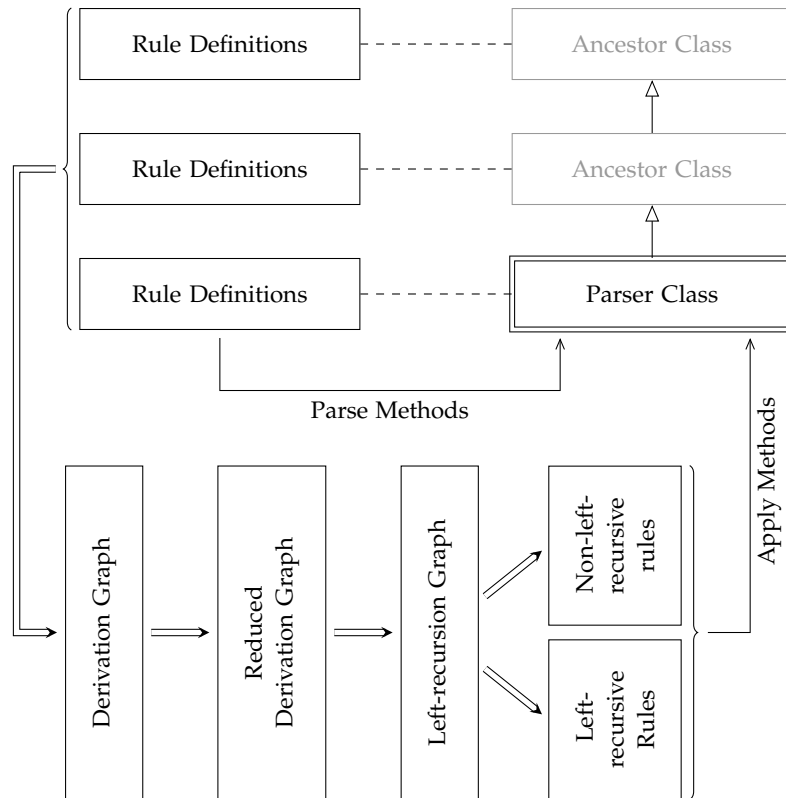 Rule Definitions
Ancestor Class
Rule Definitions
Ancestor Class
Rule Definitions
Parser Class
Parse Methods
Apply Methods
Derivation Graph
Reduced
Derivation Graph
Left-recursion Graph
Non-left-
recursive
rules
Left-
recursive
Rules